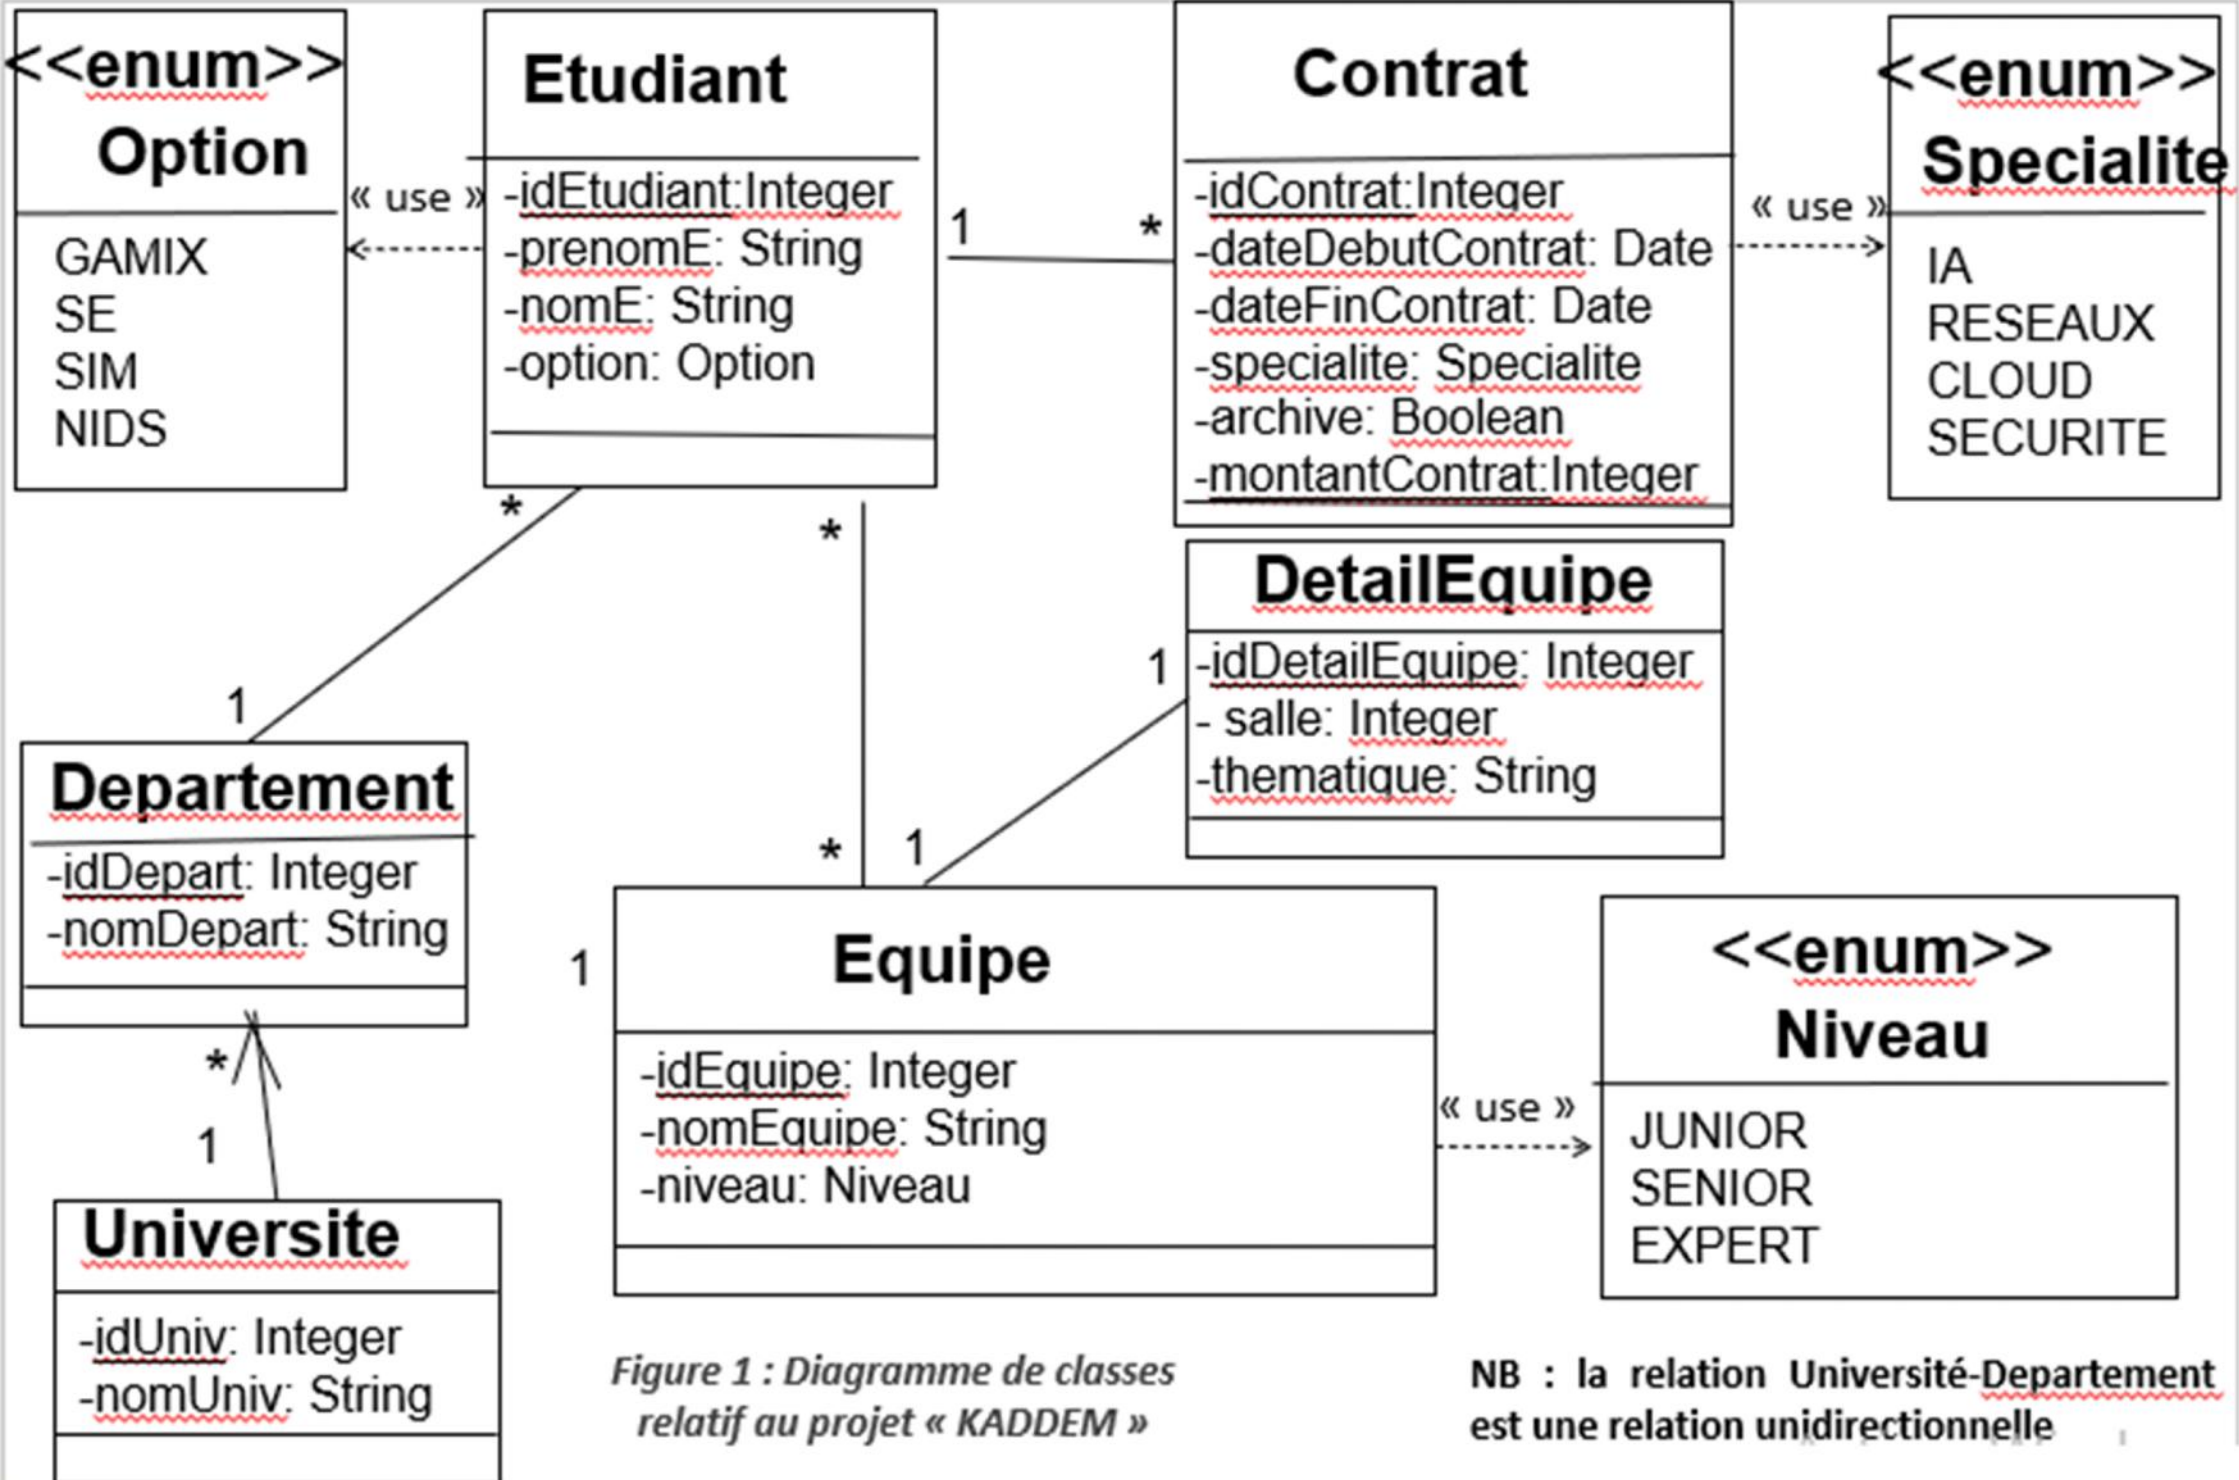 <<enum>>
Option
GAMIX
SE
SIM
NIDS
« use »
Etudiant
-idEtudiant:Integer
-prenomE: String
-nomE: String
-option: Option
1
*
Contrat
-idContrat:Integer
-dateDebutContrat: Date
-dateFinContrat: Date
-specialite: Specialite
-archive: Boolean
-montantContrat:Integer
« use »
<<enum>>
Specialite
IA
RESEAUX
CLOUD
SECURITE
*
1
*
*
DetailEquipe
-idDetailEquipe: Integer
- salle: Integer
-thematique: String
1
1
Departement
-idDepart: Integer
-nomDepart: String
*
1
Universite
-idUniv: Integer
-nomUniv: String
1
Equipe
-idEquipe: Integer
-nomEquipe: String
-niveau: Niveau
« use »
<<enum>>
Niveau
JUNIOR
SENIOR
EXPERT
Figure 1 : Diagramme de classes
relatif au projet « KADDEM »
NB : la relation Université-Departement
est une relation unidirectionnelle